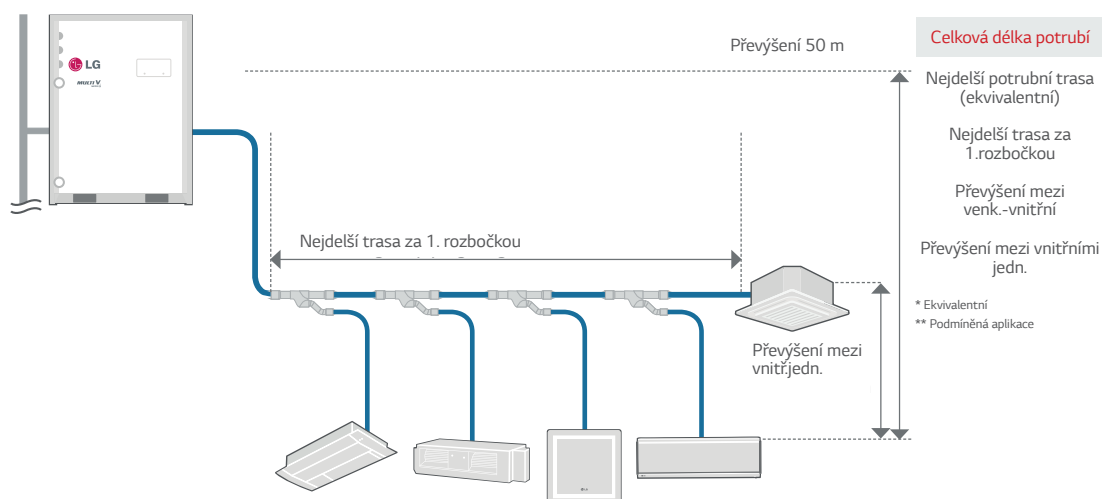 LG
MULTI V
Převýšení 50 m
Nejdelší trasa za 1. rozbočkou
Převýšení mezi
vnitř.jedn.
LG
Celková délka potrubí
Nejdelší potrubní trasa
(ekvivalentní)
Nejdelší trasa za
1.rozbočkou
Převýšení mezi
venk.-vnitřní
Převýšení mezi vnitřními
jedn.
* Ekvivalentní
** Podmíněná aplikace